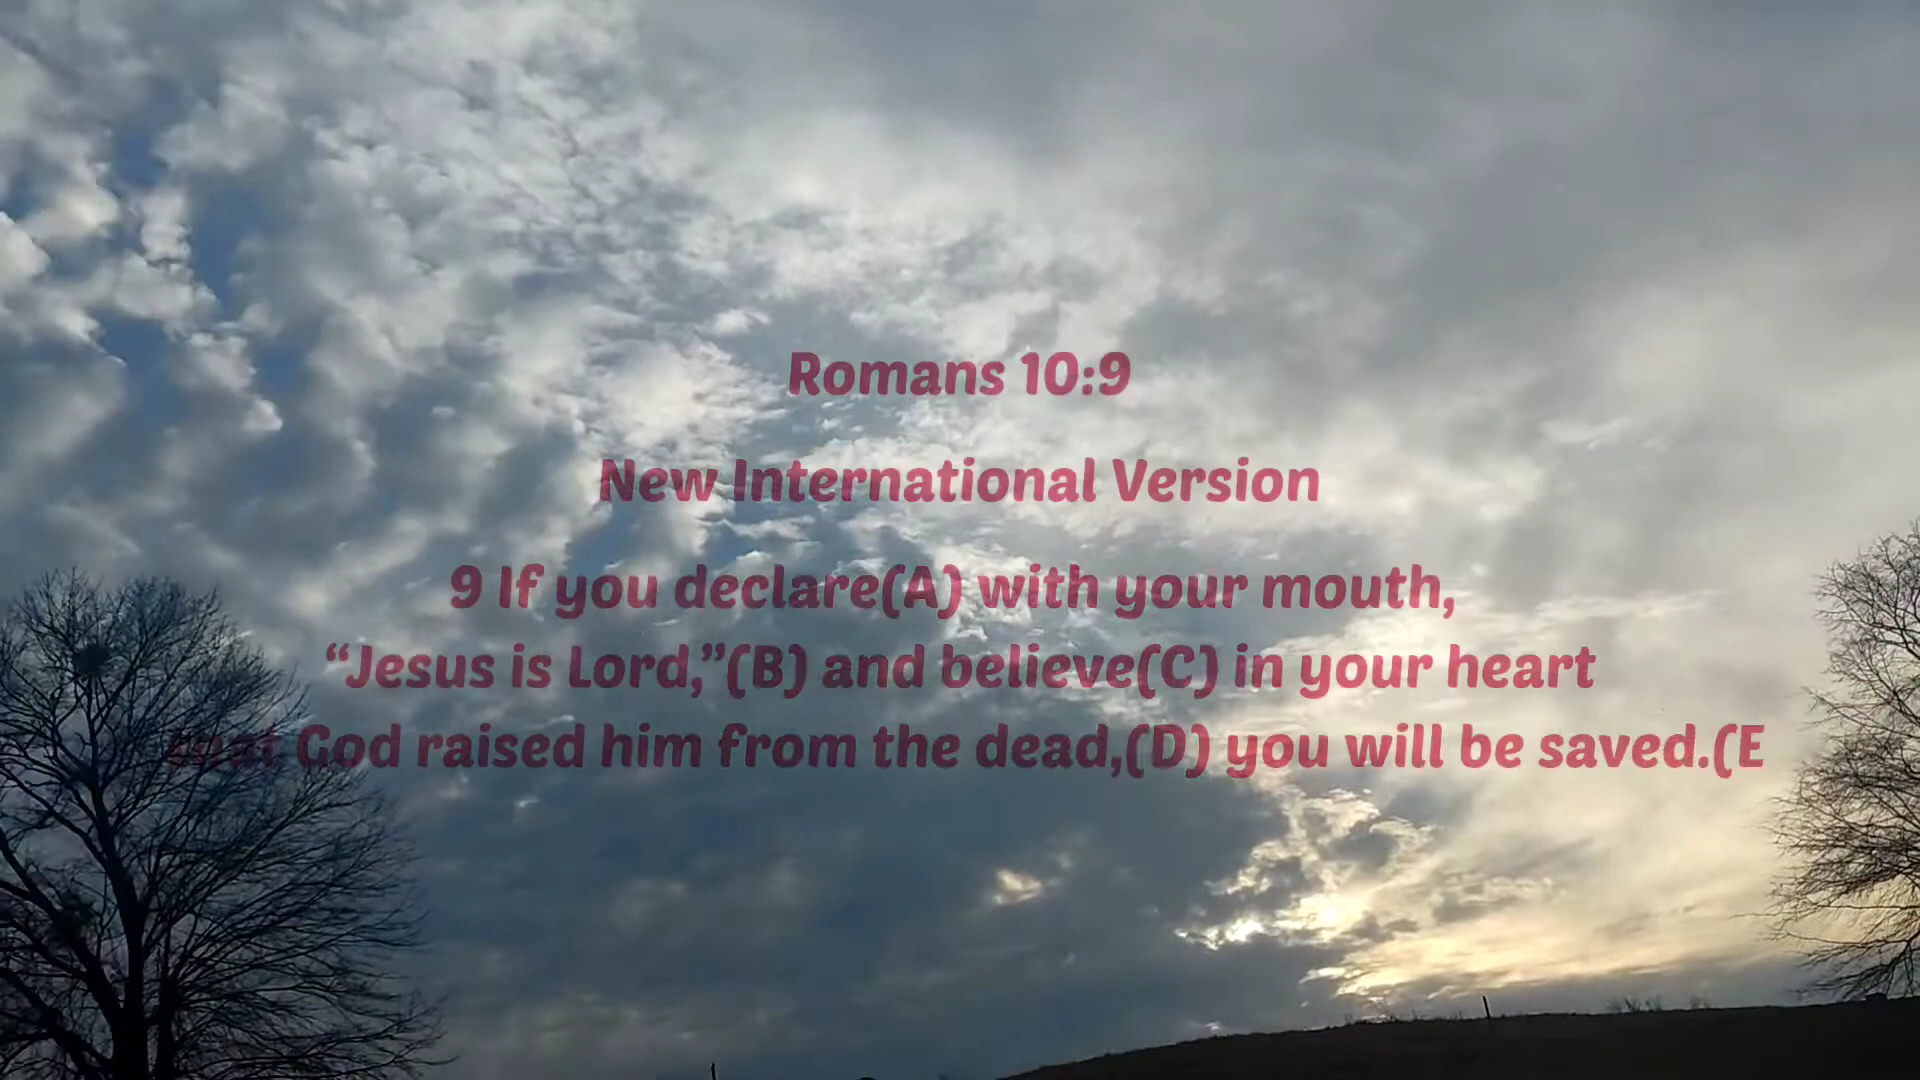 Romans 10:9
New International Version
9 If you declare(A) with your mouth,
“Jesus is Lord,”(B) and believe(C) in your heart
that God raised him from the dead,(D) you will be saved.(E